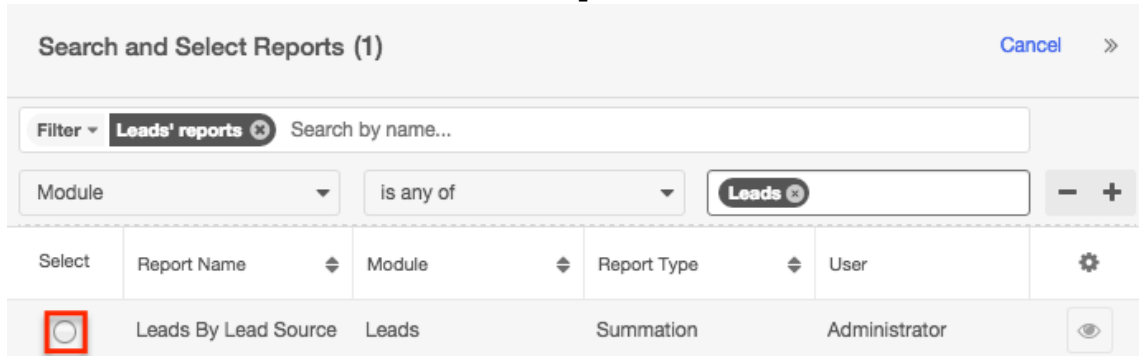 Search and Select Reports (1) Cancel »
Filter Leads' reports Search by name...
Module is any of Leads − +
Select Report Name Module Report Type User
Leads By Lead Source Leads Summation Administrator